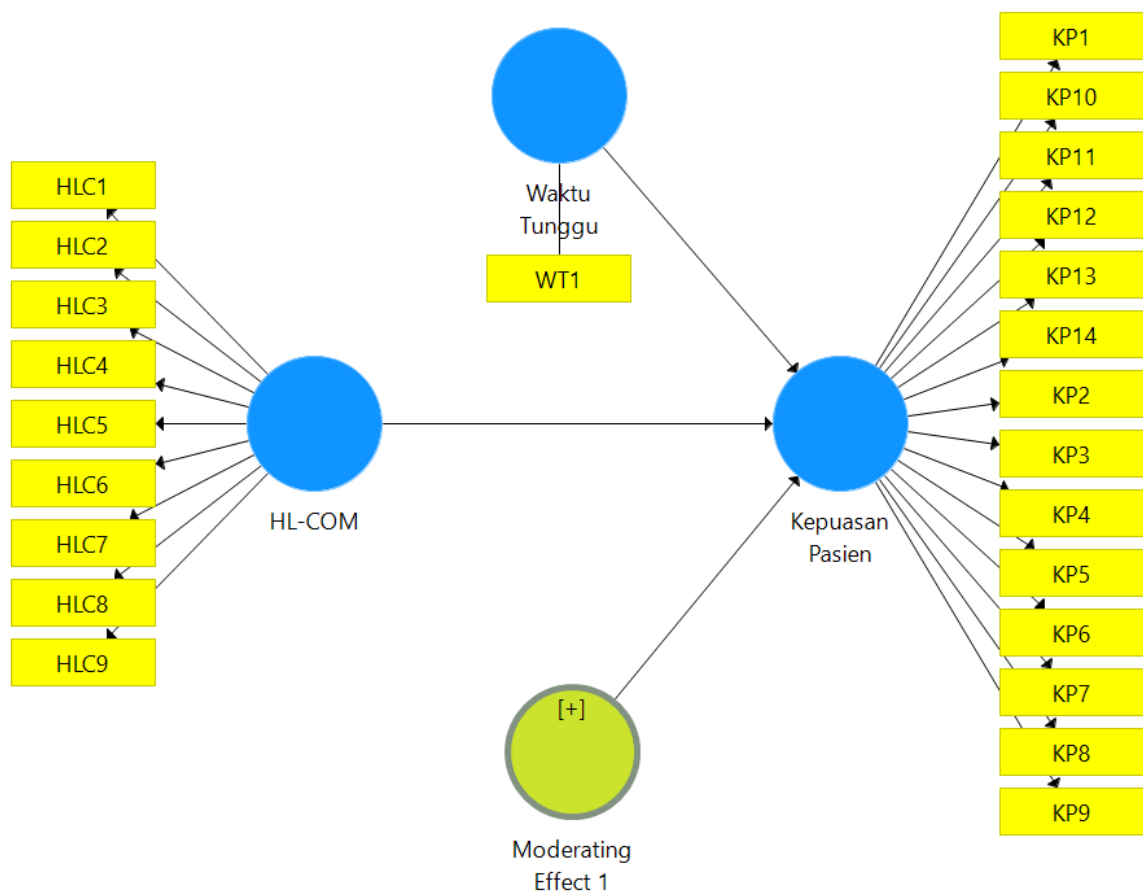 HLC1
HLC2
HLC3
HLC4
HLC5
HLC6
HLC7
HLC8
HLC9
HL-COM
Waktu
Tunggu
WT1
[+]
Moderating
Effect 1
Kepuasan
Pasien
KP1
KP10
KP11
KP12
KP13
KP14
KP2
KP3
KP4
KP5
KP6
KP7
KP8
KP9